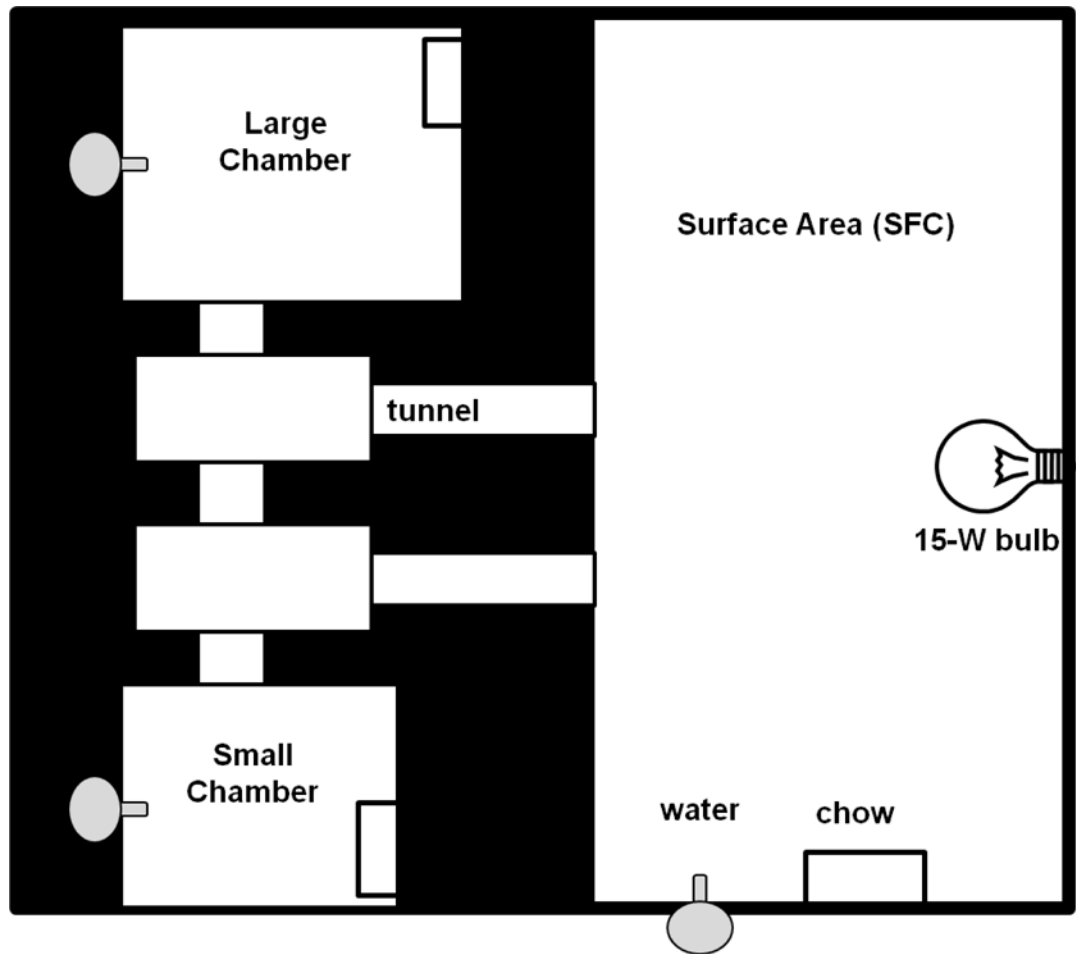 Large
Chamber
Surface Area (SFC)
tunnel
15-W bulb
Small
Chamber
water
chow